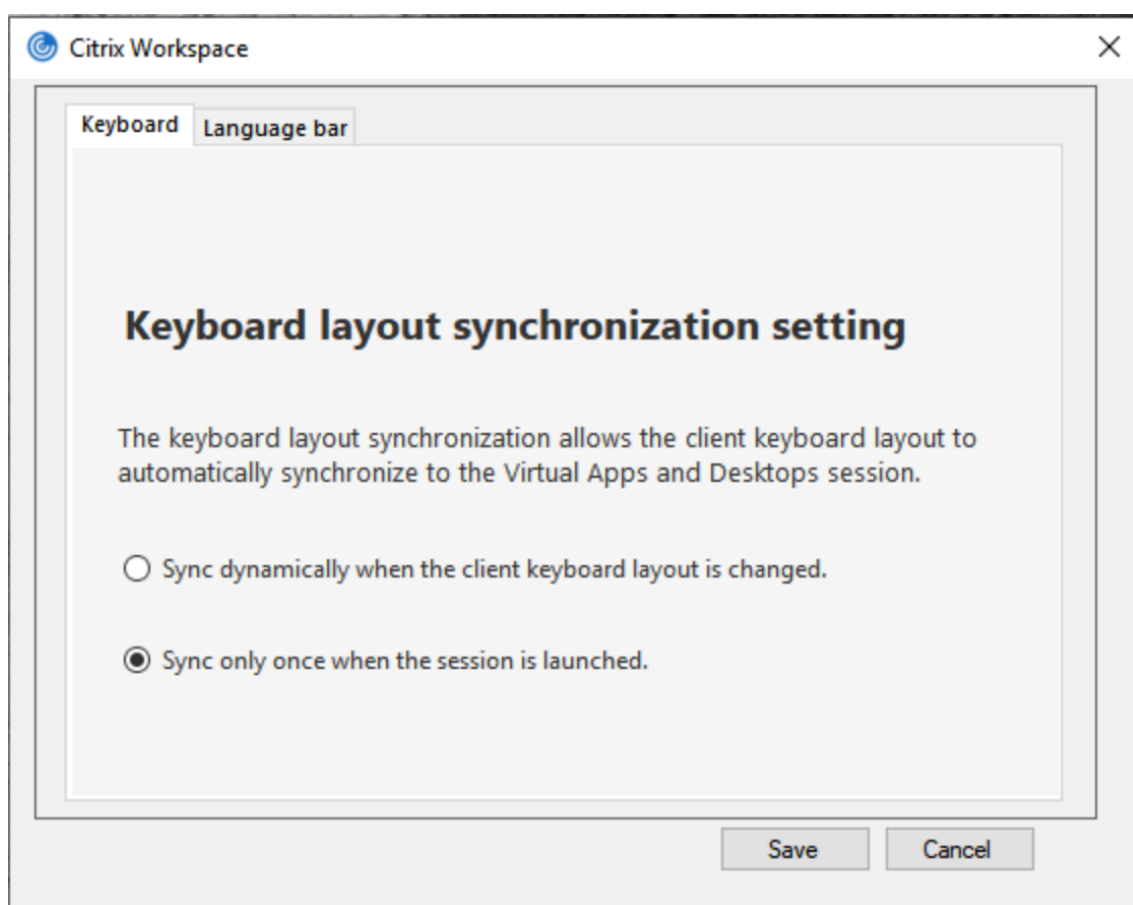 Citrix Workspace
Keyboard
Language bar
Keyboard layout synchronization setting
The keyboard layout synchronization allows the client keyboard layout to
automatically synchronize to the Virtual Apps and Desktops session.
Sync dynamically when the client keyboard layout is changed.
Sync only once when the session is launched.
Save
Cancel